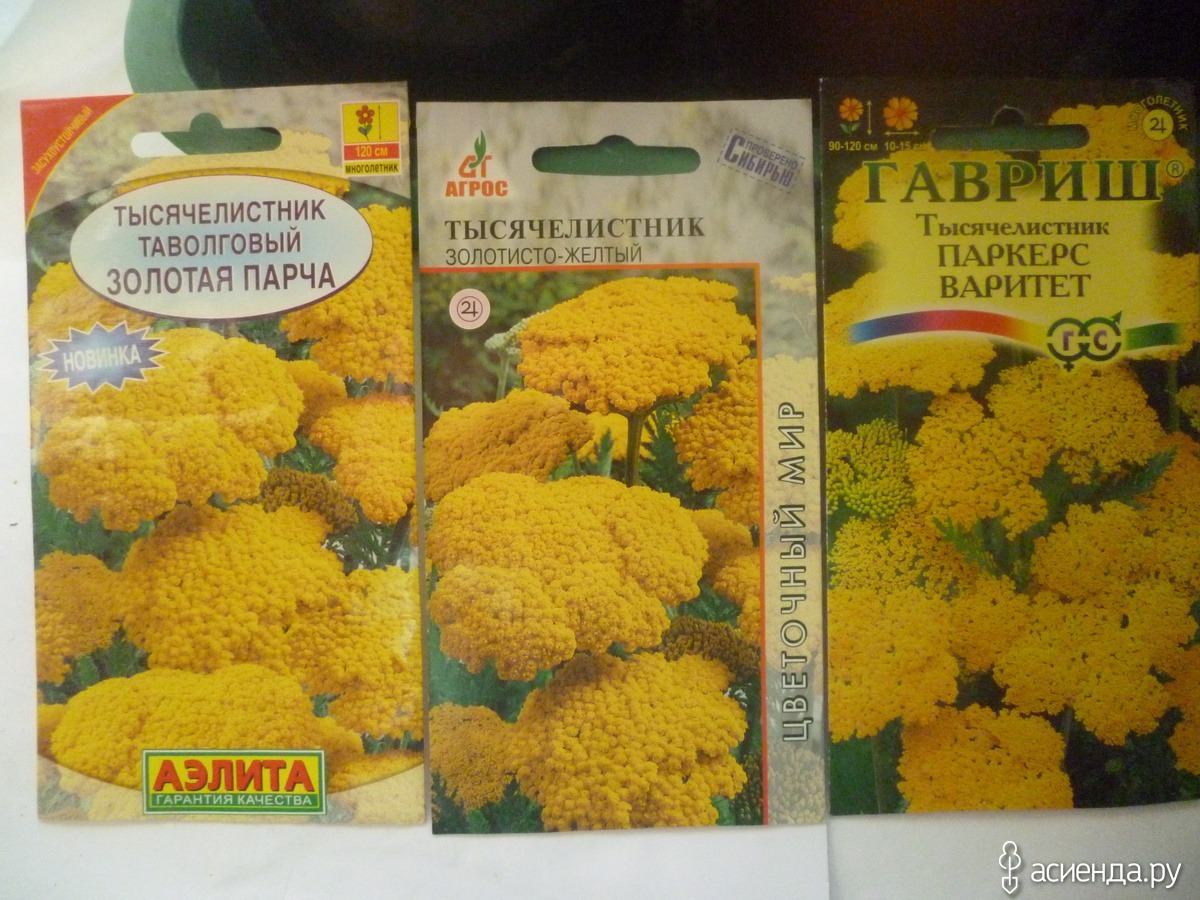 ЗАСУХОУСТОЙЧИВЫЙ
120 см
МНОГОЛЕТНИК
ТЫСЯЧЕЛИСТНИК
ТАВОЛГОВЫЙ
ЗОЛОТАЯ ПАРЧА
НОВИНКА
АЭЛИТА
ГАРАНТИЯ КАЧЕСТВА
АГРОС
ПРОВЕРЕНО
СИБИРЬЮ
ТЫСЯЧЕЛИСТНИК
ЗОЛОТИСТО-ЖЕЛТЫЙ
ЦВЕТОЧНЫЙ МИР
90-120 см 10-15 см
МНОГОЛЕТНИК
ГАВРИШ®
Тысячелистник
ПАРКЕРС
ВАРИТЕТ
Г С
асиенда.ру